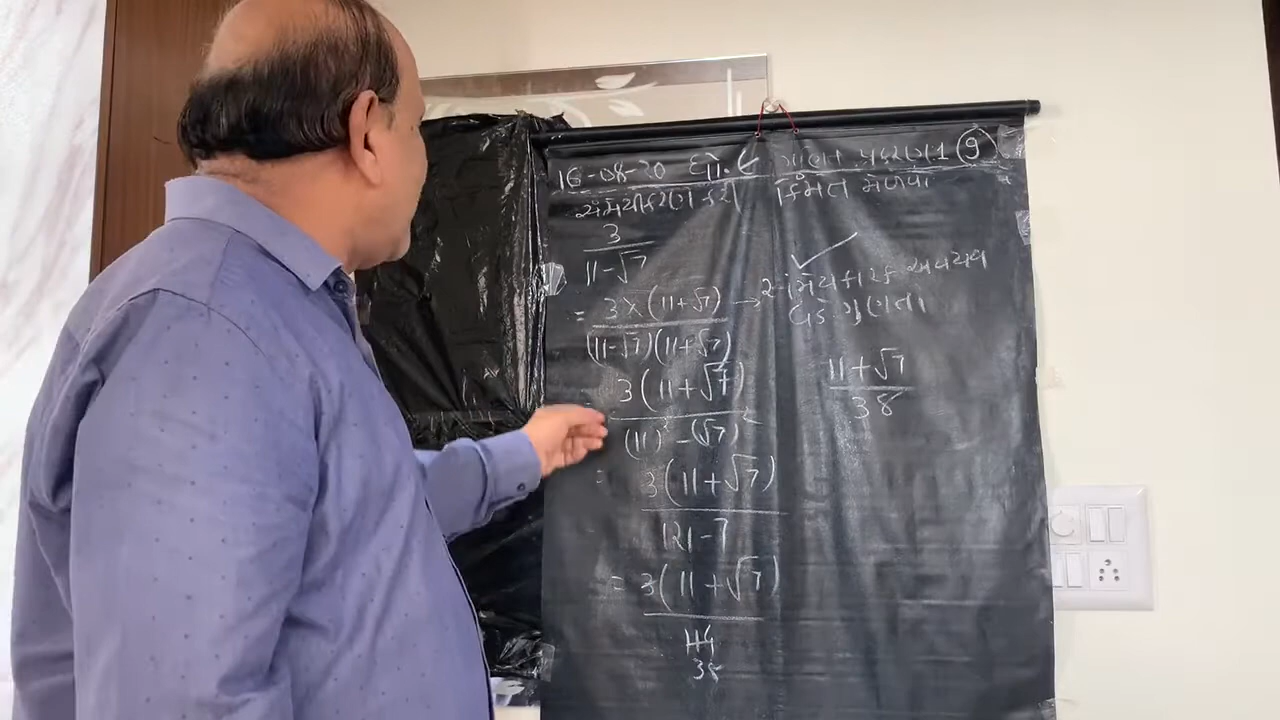 16-08-20 ધો.૯ ગણિત પ્રકરણ.1 (9)
સંમેયીકરણ કરી કિંમત મેળવો
3
11-√7
= 3×(11+√7) → સંમેયકારક અવયવ
વડે ગુણતા
(11-√7)(11+√7)
= 3(11+√7)
(11)² - (√7)²
= 3(11+√7)
121-7
= 3(11+√7)
114
38
11+√7
38